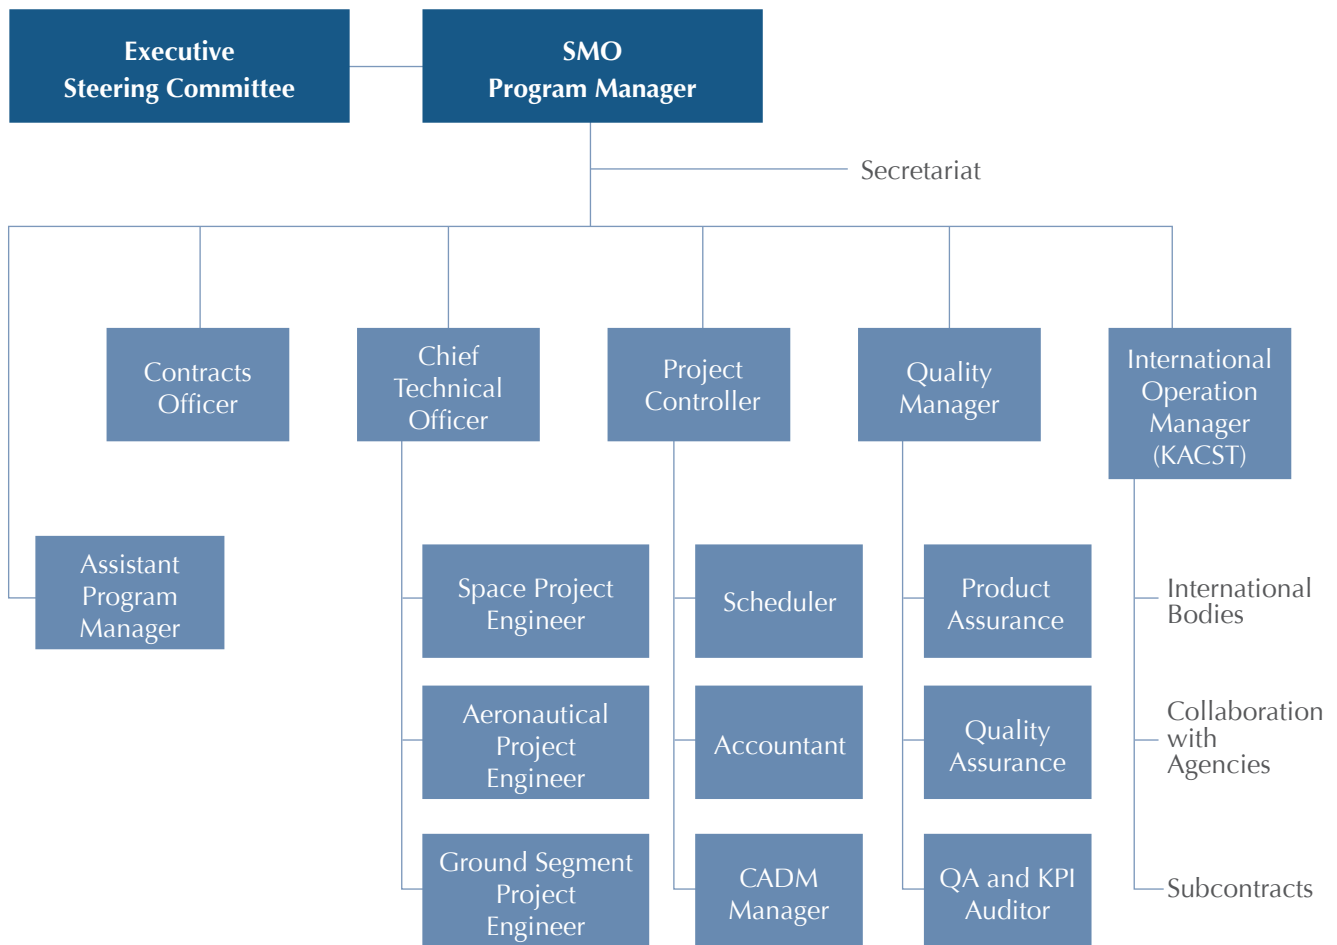 Executive
Steering Committee
SMO
Program Manager
Secretariat
Contracts
Officer
Chief
Technical
Officer
Project
Controller
Quality
Manager
International
Operation
Manager
(KACST)
Assistant
Program
Manager
Space Project
Engineer
Scheduler
Product
Assurance
International
Bodies
Aeronautical
Project
Engineer
Accountant
Quality
Assurance
Collaboration
with
Agencies
Ground Segment
Project
Engineer
CADM
Manager
QA and KPI
Auditor
Subcontracts